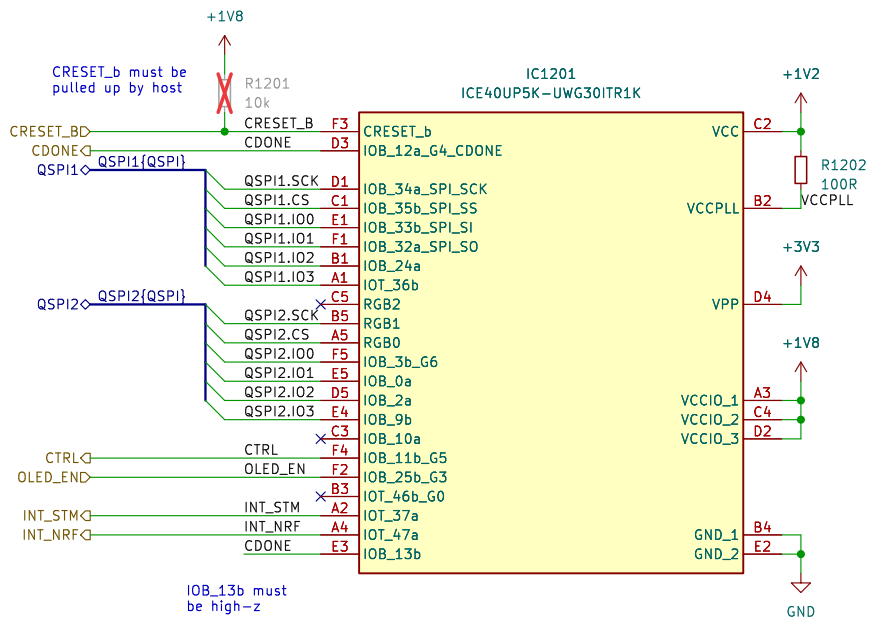 +1V8
CRESET_b must be
pulled up by host
R1201
10k
IC1201
ICE40UP5K-UWG30ITR1K
+1V2
CRESET_B
CRESET_B
F3
CRESET_b
VCC
C2
CDONE
CDONE
D3
IOB_12a_G4_CDONE
R1202
100R
QSPI1
QSPI1{QSPI}
QSPI1.SCK
D1
IOB_34a_SPI_SCK
QSPI1.CS
C1
IOB_35b_SPI_SS
VCCPLL
B2
VCCPLL
QSPI1.IO0
E1
IOB_33b_SPI_SI
QSPI1.IO1
F1
IOB_32a_SPI_SO
+3V3
QSPI1.IO2
B1
IOB_24a
QSPI1.IO3
A1
IOT_36b
QSPI2
QSPI2{QSPI}
C5
RGB2
VPP
D4
QSPI2.SCK
B5
RGB1
QSPI2.CS
A5
RGB0
+1V8
QSPI2.IO0
F5
IOB_3b_G6
QSPI2.IO1
E5
IOB_0a
QSPI2.IO2
D5
IOB_2a
VCCIO_1
A3
QSPI2.IO3
E4
IOB_9b
VCCIO_2
C4
C3
IOB_10a
VCCIO_3
D2
CTRL
CTRL
F4
IOB_11b_G5
OLED_EN
OLED_EN
F2
IOB_25b_G3
B3
IOT_46b_G0
INT_STM
INT_STM
A2
IOT_37a
INT_NRF
INT_NRF
A4
IOT_47a
GND_1
B4
CDONE
E3
IOB_13b
GND_2
E2
IOB_13b must
be high-z
GND